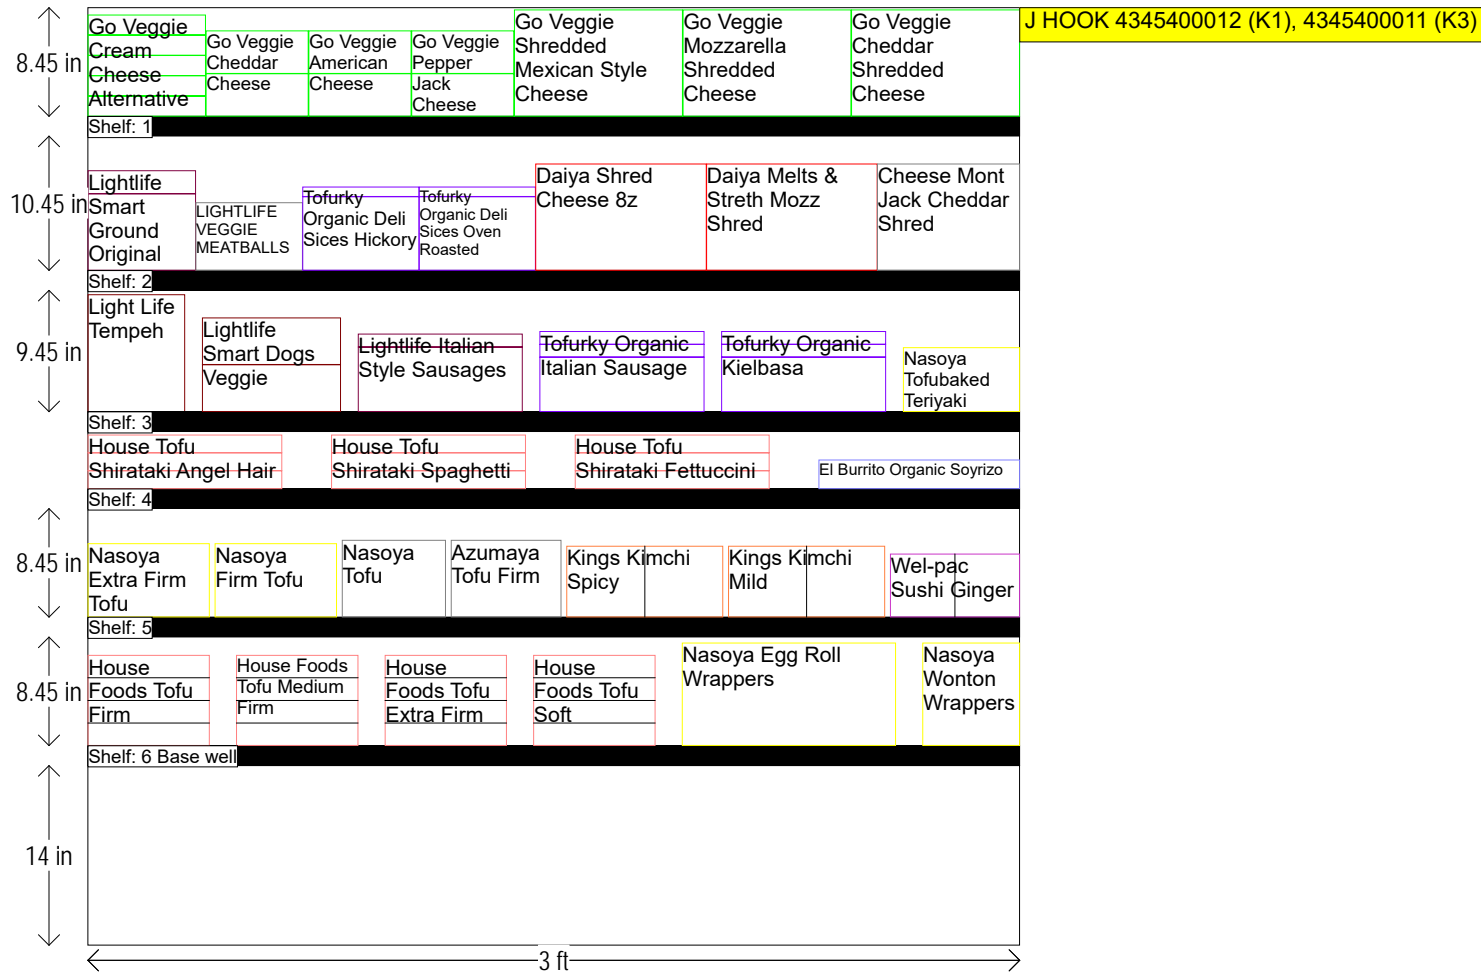 8.45 in
Go Veggie
Cream
Cheese
Alternative
Go Veggie
Cheddar
Cheese
Go Veggie
American
Cheese
Go Veggie
Pepper
Jack
Cheese
Go Veggie
Shredded
Mexican Style
Cheese
Go Veggie
Mozzarella
Shredded
Cheese
Go Veggie
Cheddar
Shredded
Cheese
J HOOK 4345400012 (K1), 4345400011 (K3)
Shelf: 1
10.45 in
Lightlife
Smart
Ground
Original
LIGHTLIFE
VEGGIE
MEATBALLS
Tofurky
Organic Deli
Sices Hickory
Tofurky
Organic Deli
Sices Oven
Roasted
Daiya Shred
Cheese 8z
Daiya Melts &
Streth Mozz
Shred
Cheese Mont
Jack Cheddar
Shred
Shelf: 2
9.45 in
Light Life
Tempeh
Lightlife
Smart Dogs
Veggie
Lightlife Italian
Style Sausages
Tofurky Organic
Italian Sausage
Tofurky Organic
Kielbasa
Nasoya
Tofubaked
Teriyaki
Shelf: 3
House Tofu
Shirataki Angel Hair
House Tofu
Shirataki Spaghetti
House Tofu
Shirataki Fettuccini
El Burrito Organic Soyrizo
Shelf: 4
8.45 in
Nasoya
Extra Firm
Tofu
Nasoya
Firm Tofu
Nasoya
Tofu
Azumaya
Tofu Firm
Kings Kimchi
Spicy
Kings Kimchi
Mild
Wel-pac
Sushi Ginger
Shelf: 5
8.45 in
House
Foods Tofu
Firm
House Foods
Tofu Medium
Firm
House
Foods Tofu
Extra Firm
House
Foods Tofu
Soft
Nasoya Egg Roll
Wrappers
Nasoya
Wonton
Wrappers
Shelf: 6 Base well
14 in
3 ft